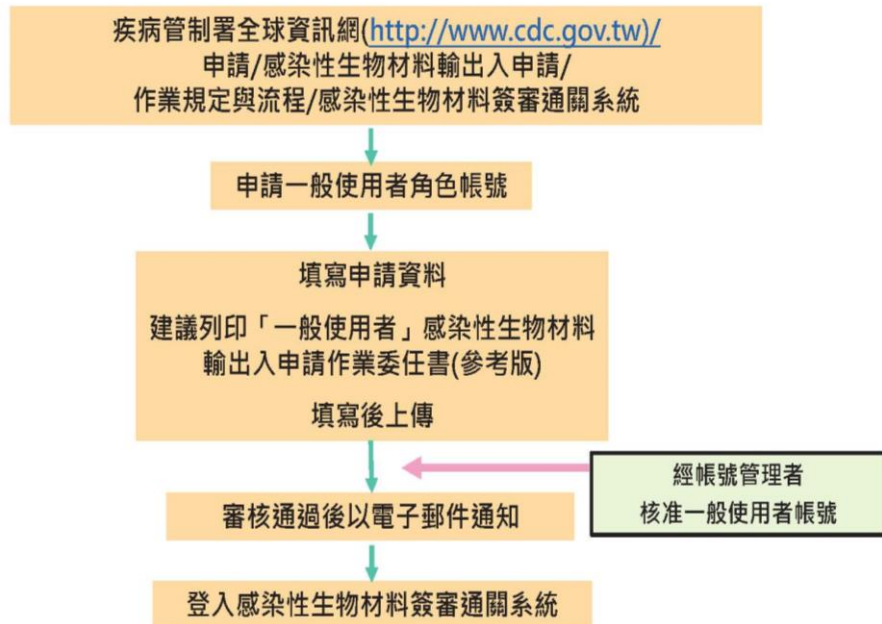 疾病管制署全球資訊網(http://www.cdc.gov.tw)/
申請/感染性生物材料輸出入申請/
作業規定與流程/感染性生物材料簽審通關系統
申請一般使用者角色帳號
填寫申請資料
建議列印「一般使用者」感染性生物材料
輸出入申請作業委任書(參考版)
填寫後上傳
經帳號管理者
核准一般使用者帳號
審核通過後以電子郵件通知
登入感染性生物材料簽審通關系統